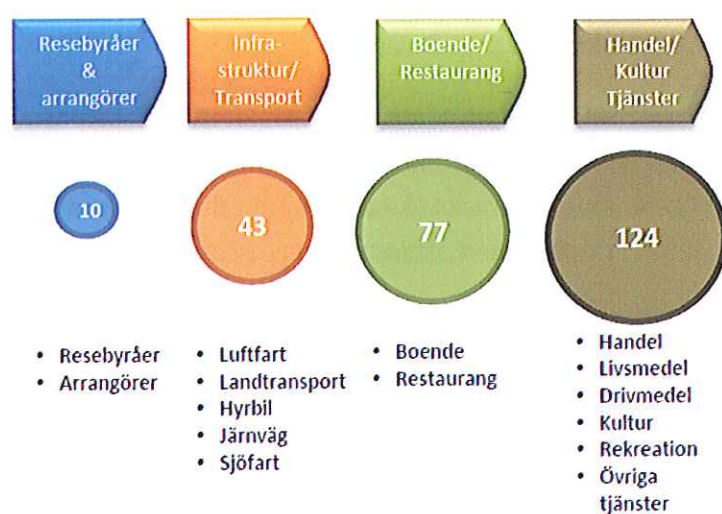 Resebyråer
&
arrangörer
Infra-
struktur/
Transport
Boende/
Restaurang
Handel/
Kultur
Tjänster
10
43
77
124
• Resebyråer
• Arrangörer
• Luftfart
• Landtransport
• Hyrbil
• Järnväg
• Sjöfart
• Boende
• Restaurang
• Handel
• Livsmedel
• Drivmedel
• Kultur
• Rekreation
• Övriga
tjänster